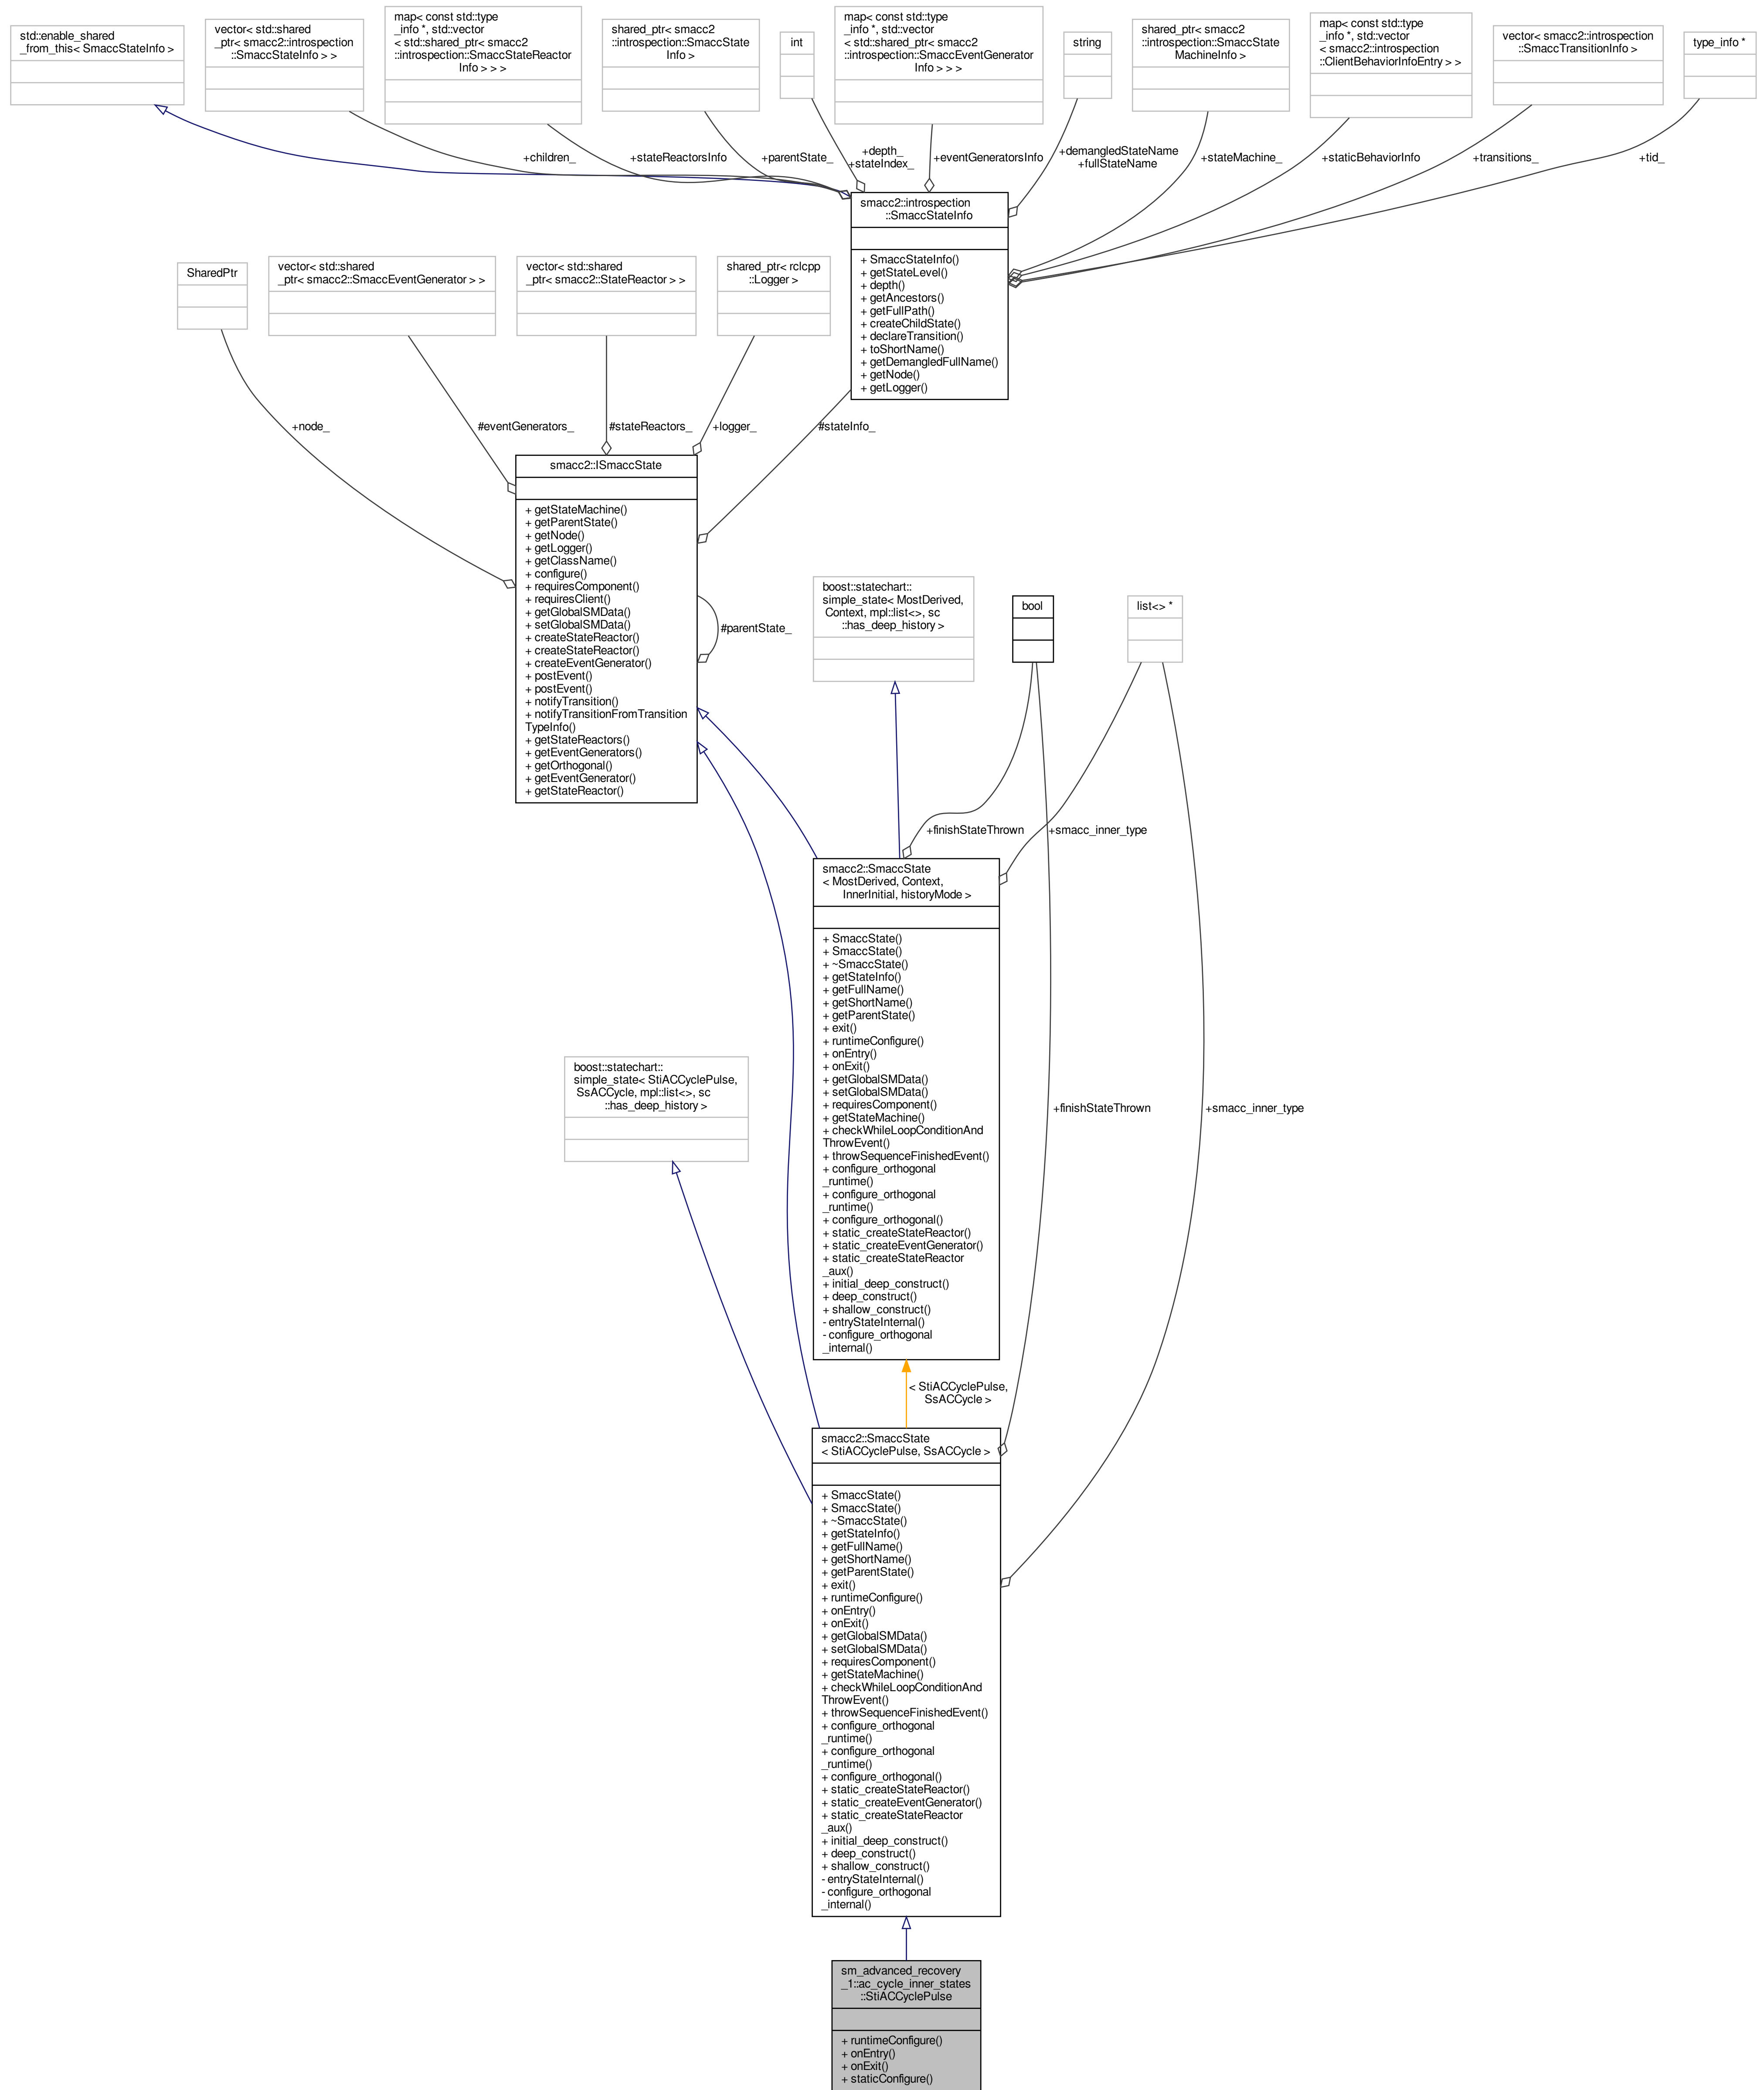 std::enable_shared
_from_this< SmaccStateInfo >
vector< std::shared
_ptr< smacc2::introspection
::SmaccStateInfo > >
map< const std::type
_info *, std::vector
< std::shared_ptr< smacc2
::introspection::SmaccStateReactor
Info > > >
shared_ptr< smacc2
::introspection::SmaccState
Info >
int
map< const std::type
_info *, std::vector
< std::shared_ptr< smacc2
::introspection::SmaccEventGenerator
Info > > >
string
shared_ptr< smacc2
::introspection::SmaccState
MachineInfo >
map< const std::type
_info *, std::vector
< smacc2::introspection
::ClientBehaviorInfoEntry > >
vector< smacc2::introspection
::SmaccTransitionInfo >
type_info *
+children_
+stateReactorsInfo
+parentState_
+depth_
+stateIndex_
+eventGeneratorsInfo
+demangledStateName
+fullStateName
+stateMachine_
+staticBehaviorInfo
+transitions_
+tid_
smacc2::introspection
::SmaccStateInfo
+ SmaccStateInfo()
+ getStateLevel()
+ depth()
+ getAncestors()
+ getFullPath()
+ createChildState()
+ declareTransition()
+ toShortName()
+ getDemangledFullName()
+ getNode()
+ getLogger()
SharedPtr
vector< std::shared
_ptr< smacc2::SmaccEventGenerator > >
vector< std::shared
_ptr< smacc2::StateReactor > >
shared_ptr< rclcpp
::Logger >
+node_
#eventGenerators_
#stateReactors_
+logger_
#stateInfo_
smacc2::ISmaccState
+ getStateMachine()
+ getParentState()
+ getNode()
+ getLogger()
+ getClassName()
+ configure()
+ requiresComponent()
+ requiresClient()
+ getGlobalSMData()
+ setGlobalSMData()
+ createStateReactor()
+ createStateReactor()
+ createEventGenerator()
+ postEvent()
+ postEvent()
+ notifyTransition()
+ notifyTransitionFromTransition
TypeInfo()
+ getStateReactors()
+ getEventGenerators()
+ getOrthogonal()
+ getEventGenerator()
+ getStateReactor()
#parentState_
boost::statechart::
simple_state< MostDerived,
Context, mpl::list<>, sc
::has_deep_history >
bool
list<> *
+finishStateThrown
+smacc_inner_type
smacc2::SmaccState
< MostDerived, Context,
InnerInitial, historyMode >
+ SmaccState()
+ SmaccState()
+ ~SmaccState()
+ getStateInfo()
+ getFullName()
+ getShortName()
+ getParentState()
+ exit()
+ runtimeConfigure()
+ onEntry()
+ onExit()
+ getGlobalSMData()
+ setGlobalSMData()
+ requiresComponent()
+ getStateMachine()
+ checkWhileLoopConditionAnd
ThrowEvent()
+ throwSequenceFinishedEvent()
+ configure_orthogonal
_runtime()
+ configure_orthogonal
_runtime()
+ configure_orthogonal()
+ static_createStateReactor()
+ static_createEventGenerator()
+ static_createStateReactor
_aux()
+ initial_deep_construct()
+ deep_construct()
+ shallow_construct()
- entryStateInternal()
- configure_orthogonal
_internal()
boost::statechart::
simple_state< StiACCyclePulse,
SsACCycle, mpl::list<>, sc
::has_deep_history >
+finishStateThrown
+smacc_inner_type
< StiACCyclePulse,
SsACCycle >
smacc2::SmaccState
< StiACCyclePulse, SsACCycle >
+ SmaccState()
+ SmaccState()
+ ~SmaccState()
+ getStateInfo()
+ getFullName()
+ getShortName()
+ getParentState()
+ exit()
+ runtimeConfigure()
+ onEntry()
+ onExit()
+ getGlobalSMData()
+ setGlobalSMData()
+ requiresComponent()
+ getStateMachine()
+ checkWhileLoopConditionAnd
ThrowEvent()
+ throwSequenceFinishedEvent()
+ configure_orthogonal
_runtime()
+ configure_orthogonal
_runtime()
+ configure_orthogonal()
+ static_createStateReactor()
+ static_createEventGenerator()
+ static_createStateReactor
_aux()
+ initial_deep_construct()
+ deep_construct()
+ shallow_construct()
- entryStateInternal()
- configure_orthogonal
_internal()
sm_advanced_recovery
_1::ac_cycle_inner_states
::StiACCyclePulse
+ runtimeConfigure()
+ onEntry()
+ onExit()
+ staticConfigure()